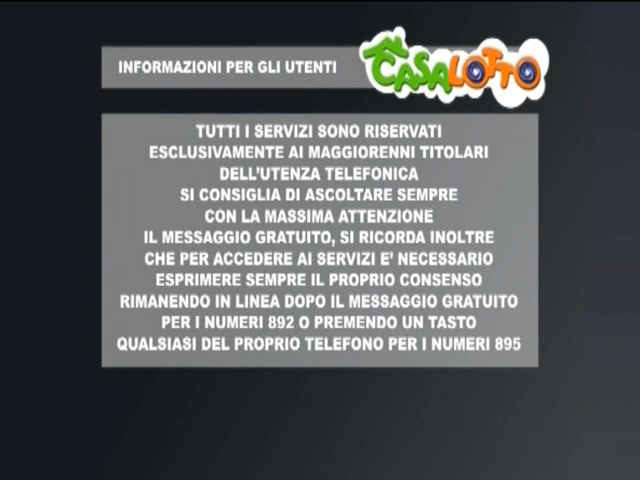 INFORMAZIONI PER GLI UTENTI
CASALOTTO
TUTTI I SERVIZI SONO RISERVATI
ESCLUSIVAMENTE AI MAGGIORENNI TITOLARI
DELL'UTENZA TELEFONICA
SI CONSIGLIA DI ASCOLTARE SEMPRE
CON LA MASSIMA ATTENZIONE
IL MESSAGGIO GRATUITO, SI RICORDA INOLTRE
CHE PER ACCEDERE AI SERVIZI E' NECESSARIO
ESPRIMERE SEMPRE IL PROPRIO CONSENSO
RIMANENDO IN LINEA DOPO IL MESSAGGIO GRATUITO
PER I NUMERI 892 O PREMENDO UN TASTO
QUALSIASI DEL PROPRIO TELEFONO PER I NUMERI 895